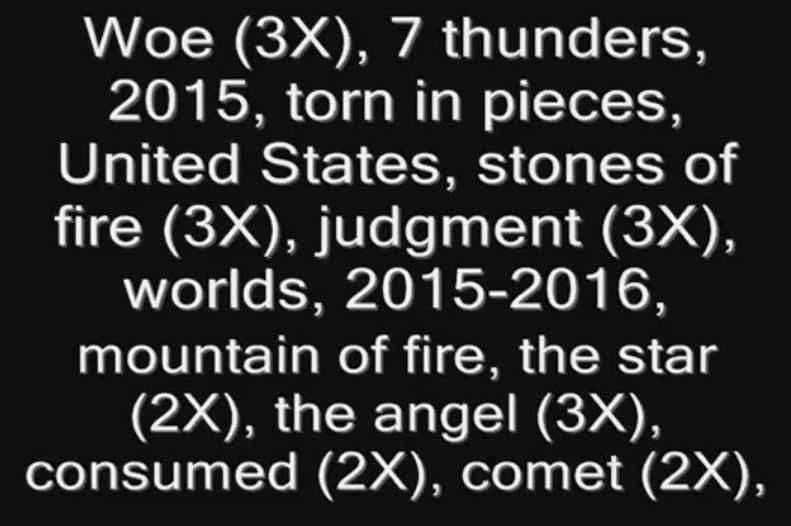 Woe (3X), 7 thunders,
2015, torn in pieces,
United States, stones of
fire (3X), judgment (3X),
worlds, 2015-2016,
mountain of fire, the star
(2X), the angel (3X),
consumed (2X), comet (2X),